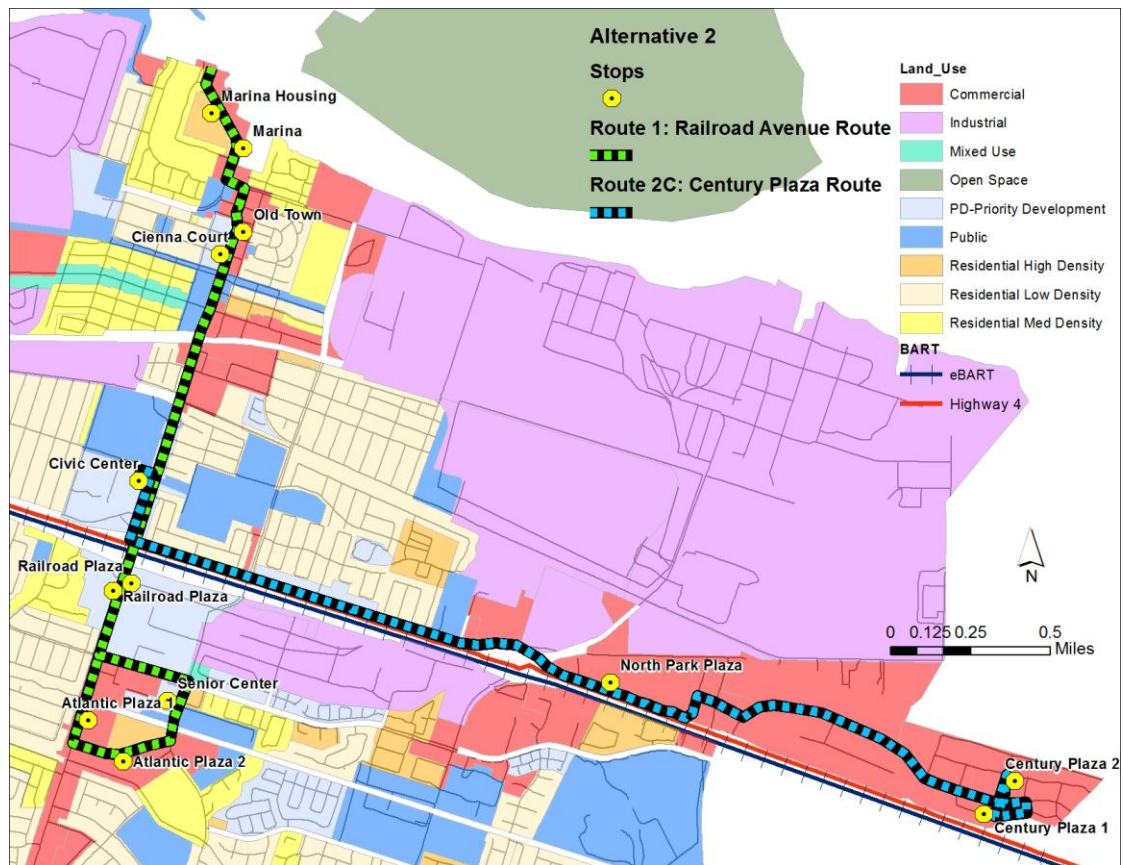 Alternative 2
Stops
Route 1: Railroad Avenue Route
Route 2C: Century Plaza Route
Land_Use
Commercial
Industrial
Mixed Use
Open Space
PD-Priority Development
Public
Residential High Density
Residential Low Density
Residential Med Density
BART
eBART
Highway 4
Marina Housing
Marina
Old Town
Cienna Court
Civic Center
Railroad Plaza
Railroad Plaza
Senior Center
Atlantic Plaza 1
Atlantic Plaza 2
North Park Plaza
Century Plaza 2
Century Plaza 1
N
0 0.125 0.25 0.5
Miles